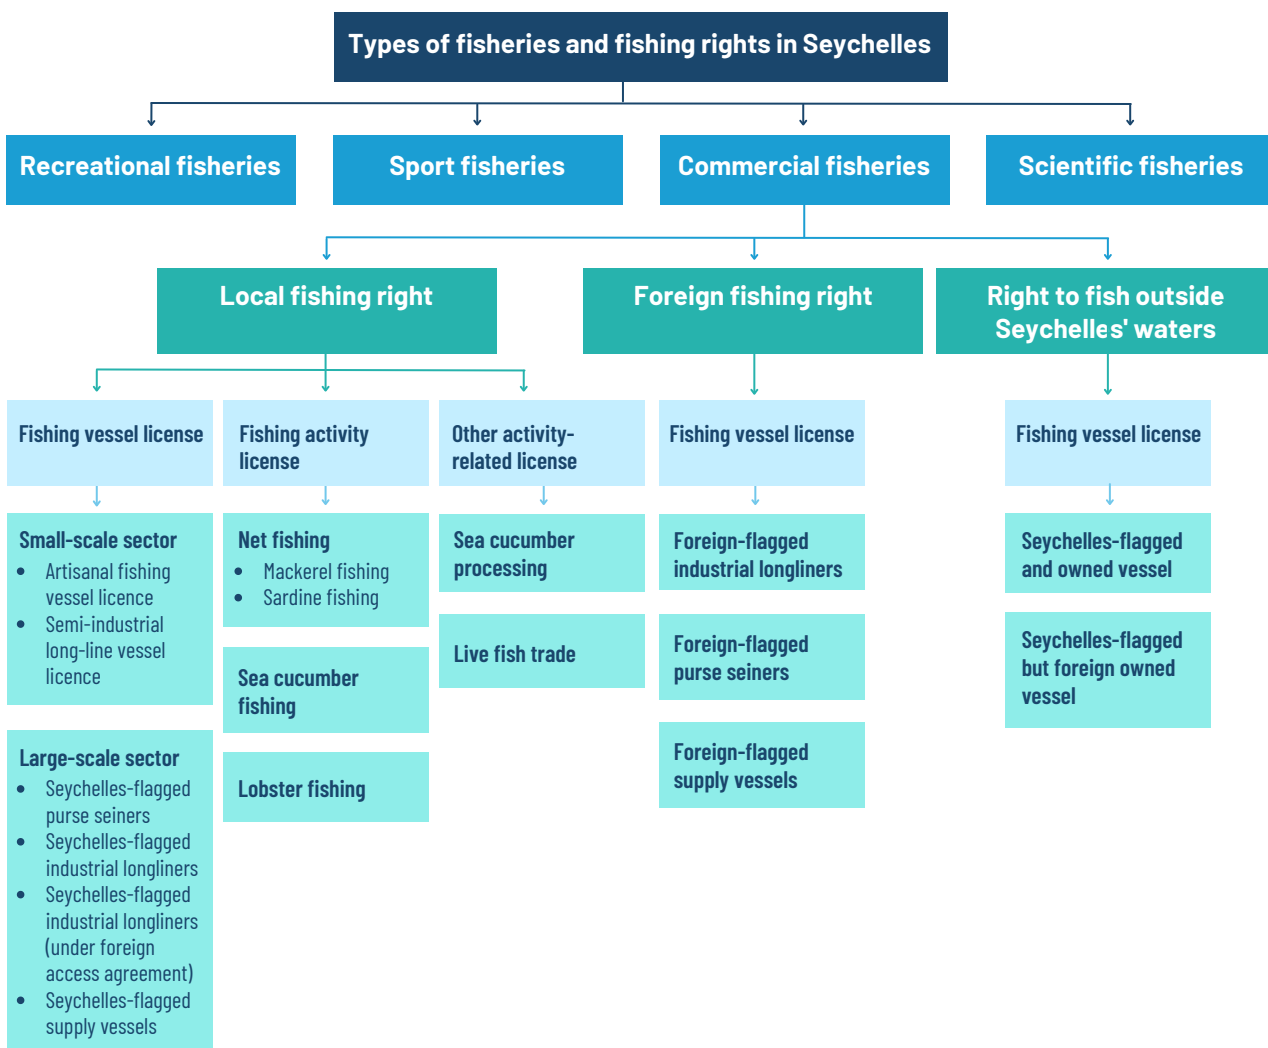 Types of fisheries and fishing rights in Seychelles
Recreational fisheries
Sport fisheries
Commercial fisheries
Scientific fisheries
Local fishing right
Foreign fishing right
Right to fish outside
Seychelles' waters
Fishing vessel license
Fishing activity
license
Other activity-
related license
Fishing vessel license
Fishing vessel license
Small-scale sector
• Artisanal fishing
vessel licence
• Semi-industrial
long-line vessel
licence
Large-scale sector
• Seychelles-flagged
purse seiners
• Seychelles-flagged
industrial longliners
• Seychelles-flagged
industrial longliners
(under foreign
access agreement)
• Seychelles-flagged
supply vessels
Net fishing
• Mackerel fishing
• Sardine fishing
Sea cucumber
fishing
Lobster fishing
Sea cucumber
processing
Live fish trade
Foreign-flagged
industrial longliners
Foreign-flagged
purse seiners
Foreign-flagged
supply vessels
Seychelles-flagged
and owned vessel
Seychelles-flagged
but foreign owned
vessel